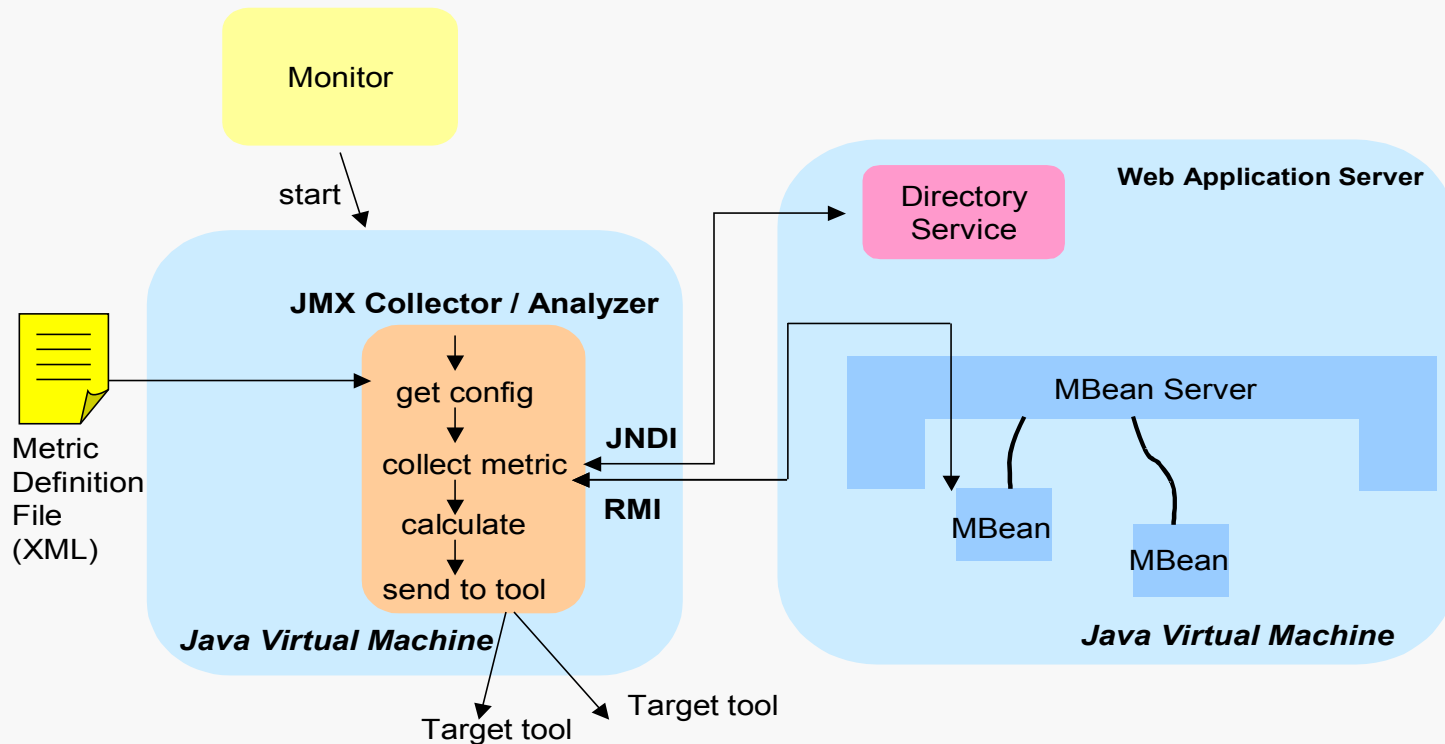 Monitor
start
Web Application Server
Directory
Service
JMX Collector / Analyzer
get config
JNDI
collect metric
RMI
calculate
send to tool
Metric
Definition
File
(XML)
MBean Server
MBean
MBean
Java Virtual Machine
Java Virtual Machine
Target tool
Target tool